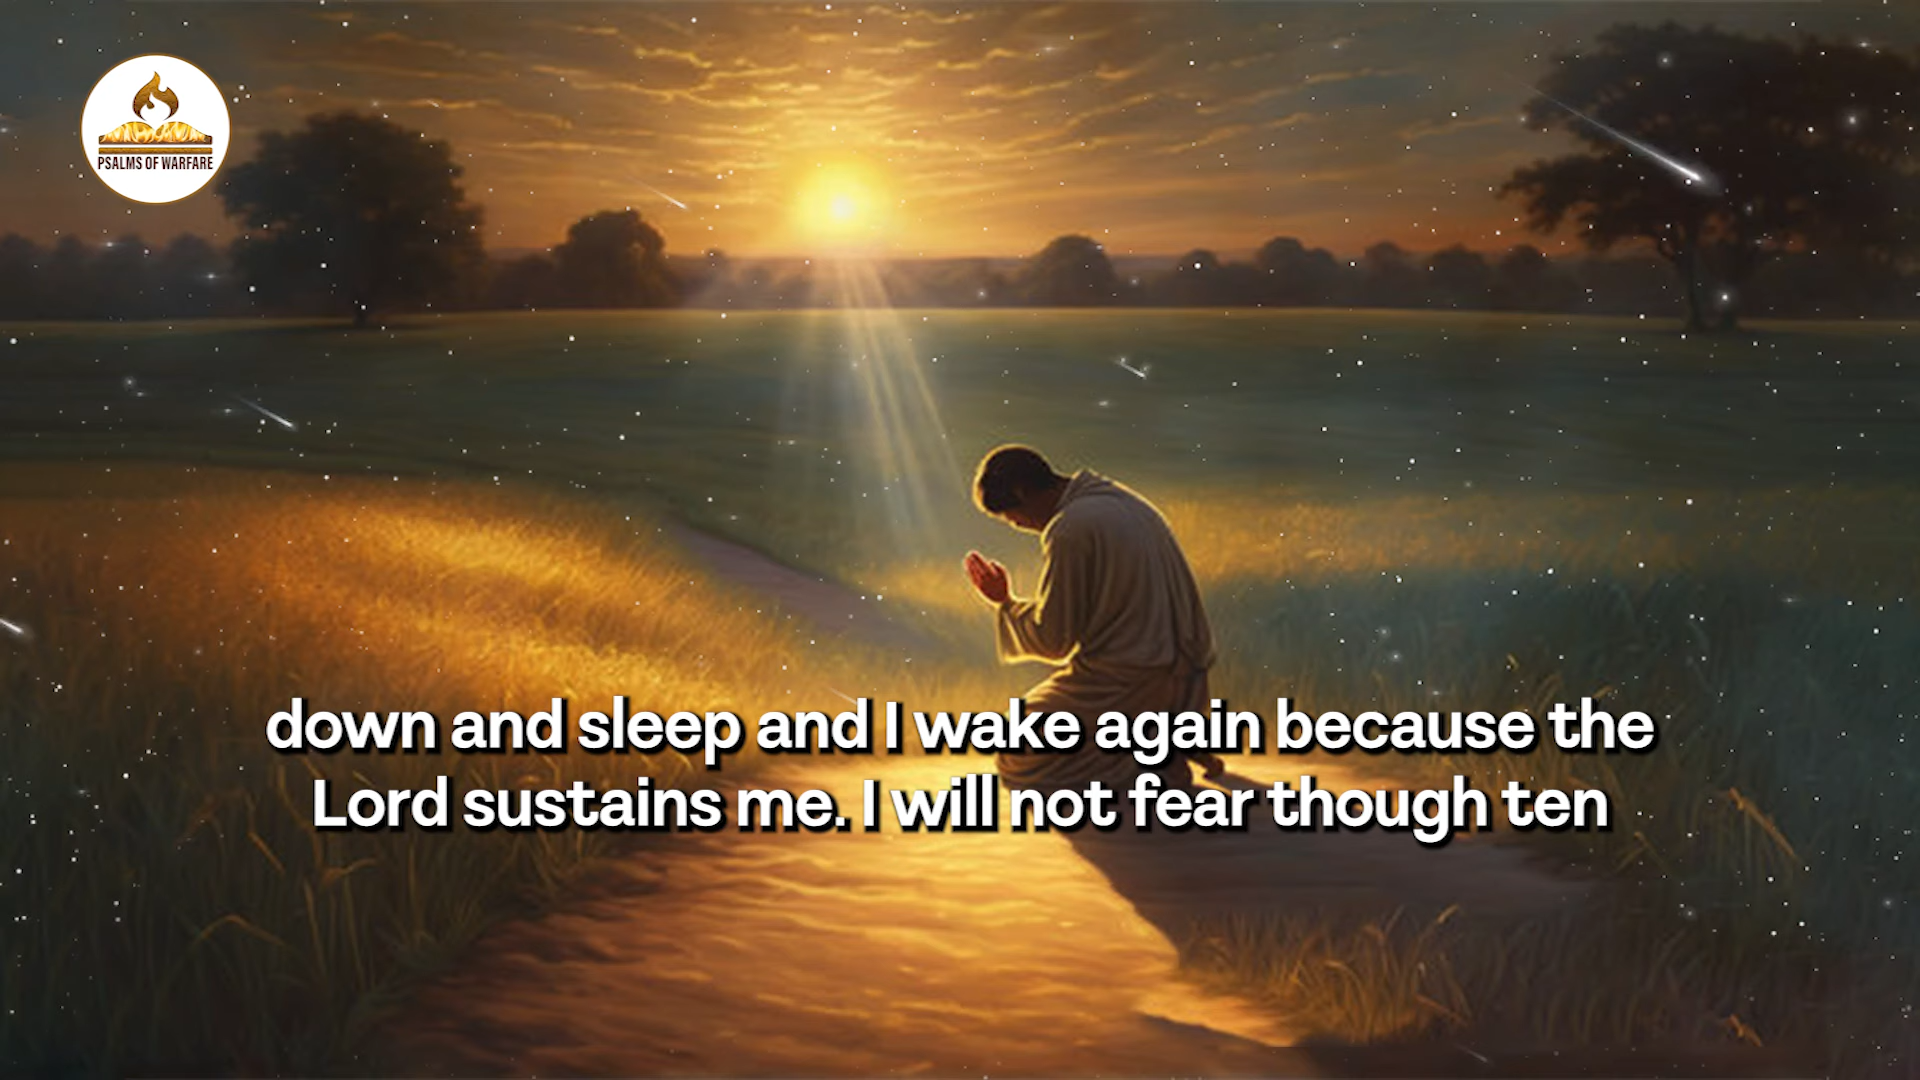 PSALMS OF WARFARE
down and sleep and I wake again because the
Lord sustains me. I will not fear though ten